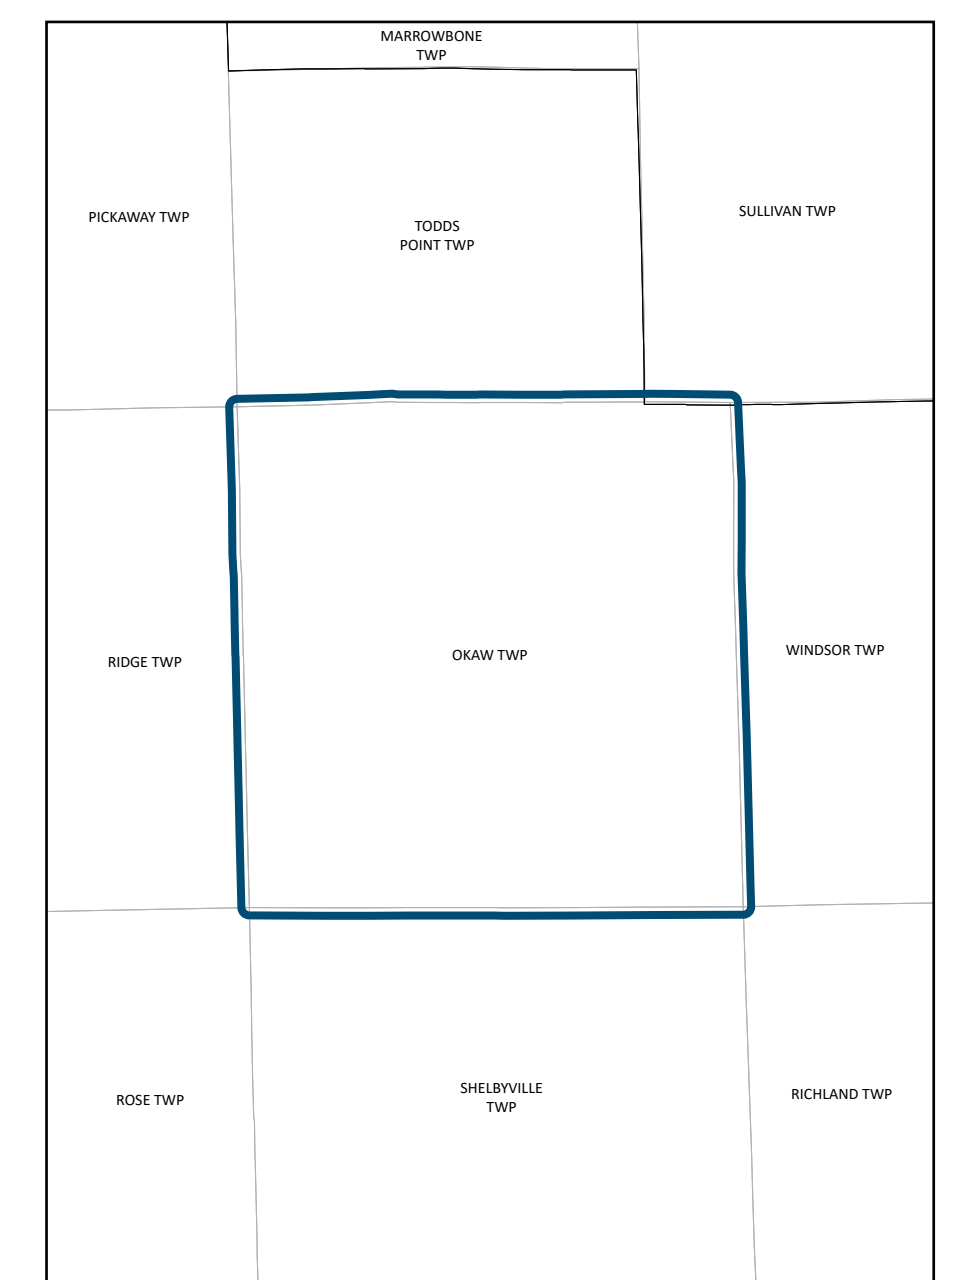 MARROWBONE
TWP
PICKAWAY TWP
TODDS
POINT TWP
SULLIVAN TWP
RIDGE TWP
OKAW TWP
WINDSOR TWP
ROSE TWP
SHELBYVILLE
TWP
RICHLAND TWP